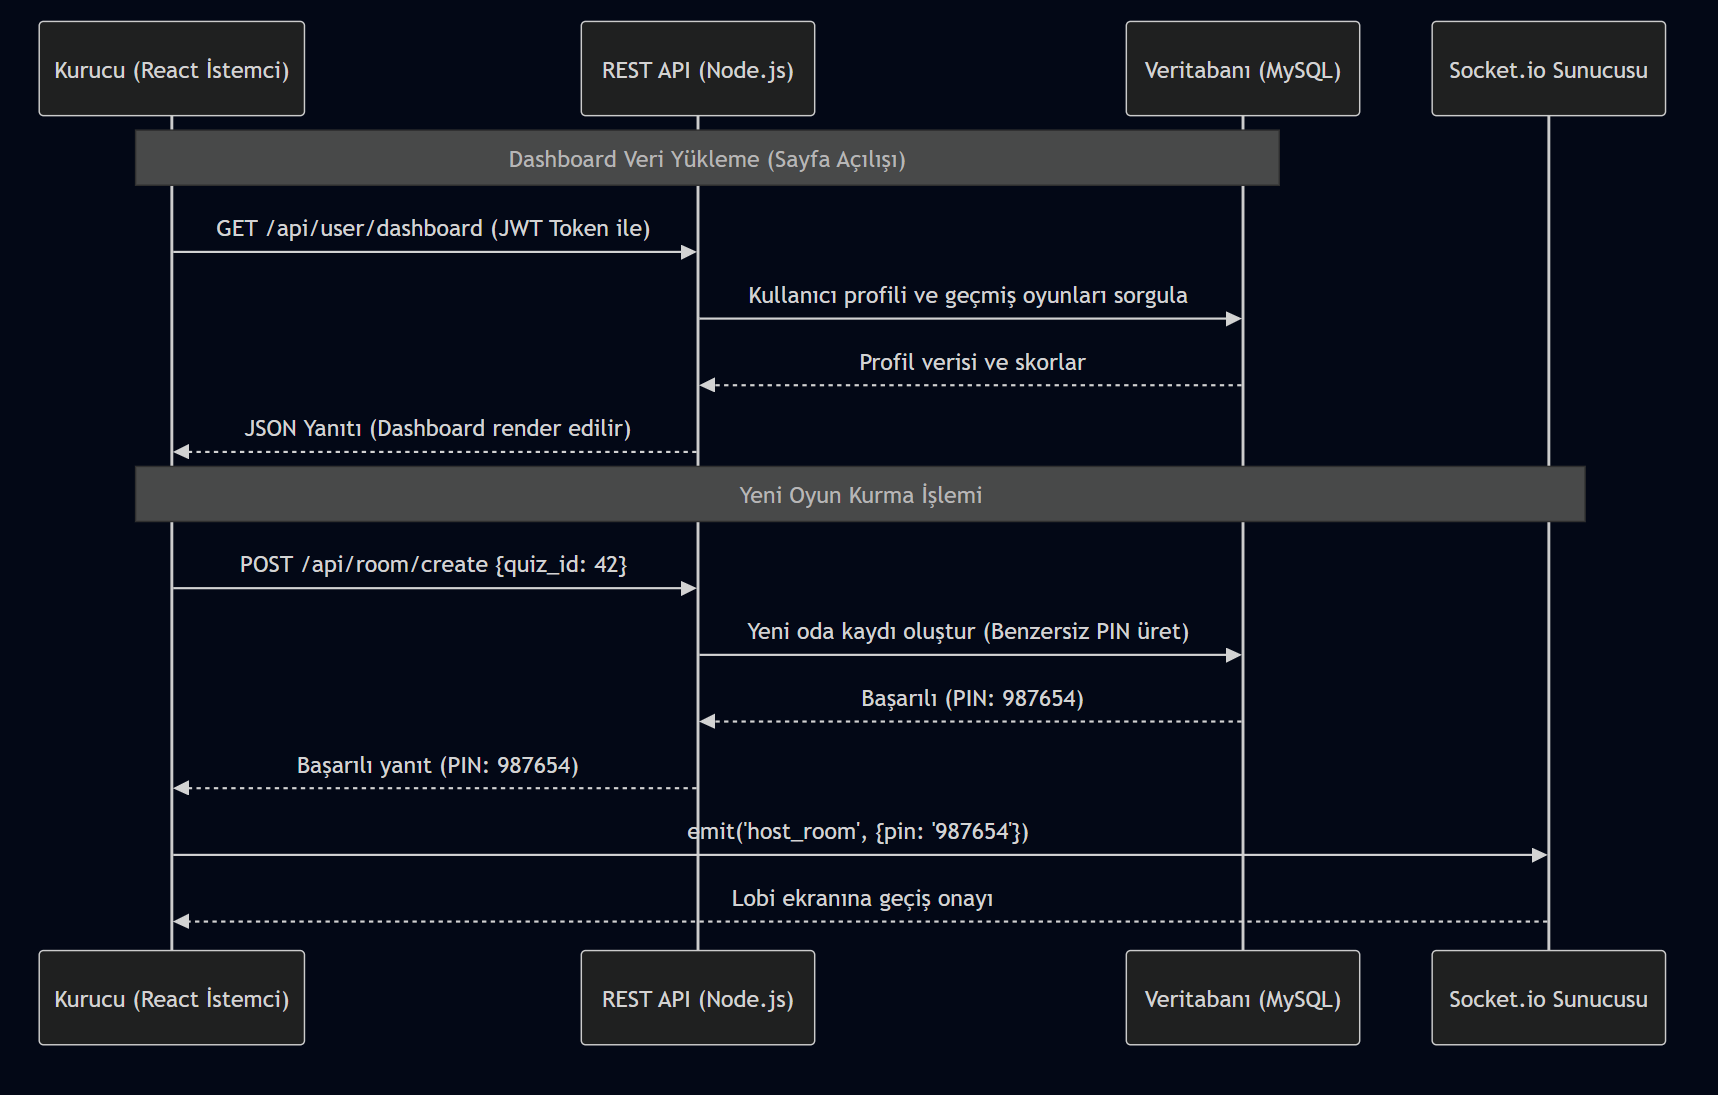 Kurucu (React İstemci)
REST API (Node.js)
Veritabanı (MySQL)
Socket.io Sunucusu
Dashboard Veri Yükleme (Sayfa Açılışı)
GET /api/user/dashboard (JWT Token ile)
Kullanıcı profili ve geçmiş oyunları sorgula
Profil verisi ve skorlar
JSON Yanıtı (Dashboard render edilir)
Yeni Oyun Kurma İşlemi
POST /api/room/create {quiz_id: 42}
Yeni oda kaydı oluştur (Benzersiz PIN üret)
Başarılı (PIN: 987654)
Başarılı yanıt (PIN: 987654)
emit('host_room', {pin: '987654'})
Lobi ekranına geçiş onayı
Kurucu (React İstemci)
REST API (Node.js)
Veritabanı (MySQL)
Socket.io Sunucusu